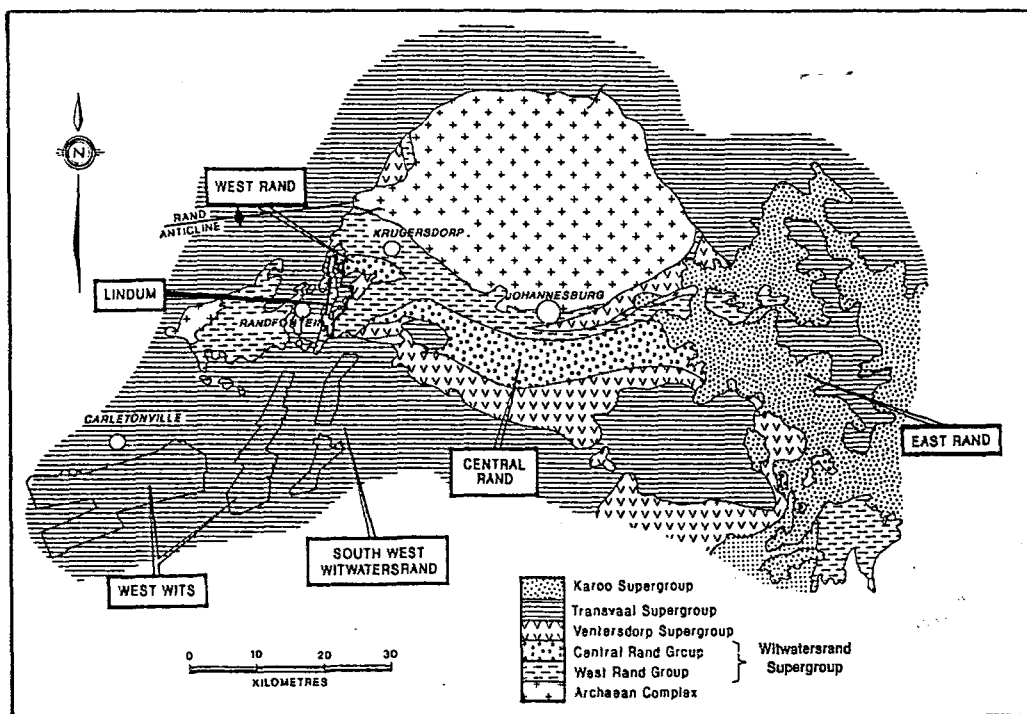 N
WEST RAND
RAND
ANTICLINE
KRUGERSDORP
LINDUM
RANDFONTEIN
JOHANNESBURG
CARLETONVILLE
EAST RAND
CENTRAL
RAND
SOUTH WEST
WITWATERSRAND
WEST WITS
Karoo Supergroup
Transvaal Supergroup
Ventersdorp Supergroup
Central Rand Group
West Rand Group
Witwatersrand
Supergroup
Archaean Complex
0 10 20 30
KILOMETRES